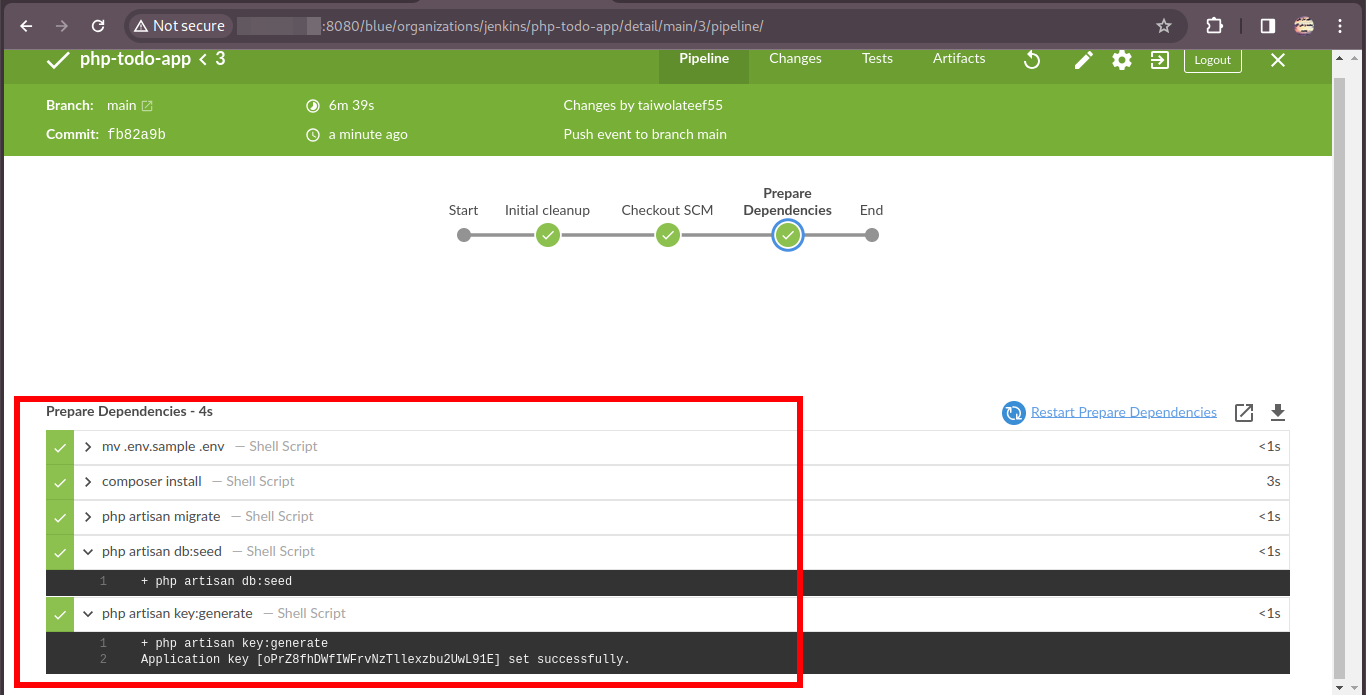 Not secure :8080/blue/organizations/jenkins/php-todo-app/detail/main/3/pipeline/
php-todo-app < 3 Pipeline Changes Tests Artifacts Logout
Branch: main 6m 39s Changes by taiwolateef55
Commit: fb82a9b a minute ago Push event to branch main
Start Initial cleanup Checkout SCM Prepare Dependencies End
Prepare Dependencies - 4s Restart Prepare Dependencies
mv .env.sample .env — Shell Script <1s
composer install — Shell Script 3s
php artisan migrate — Shell Script <1s
php artisan db:seed — Shell Script <1s
1 + php artisan db:seed
php artisan key:generate — Shell Script <1s
1 + php artisan key:generate
2 Application key [oPrZ8fhDWfIWFrvNzTllexzbu2UwL91E] set successfully.